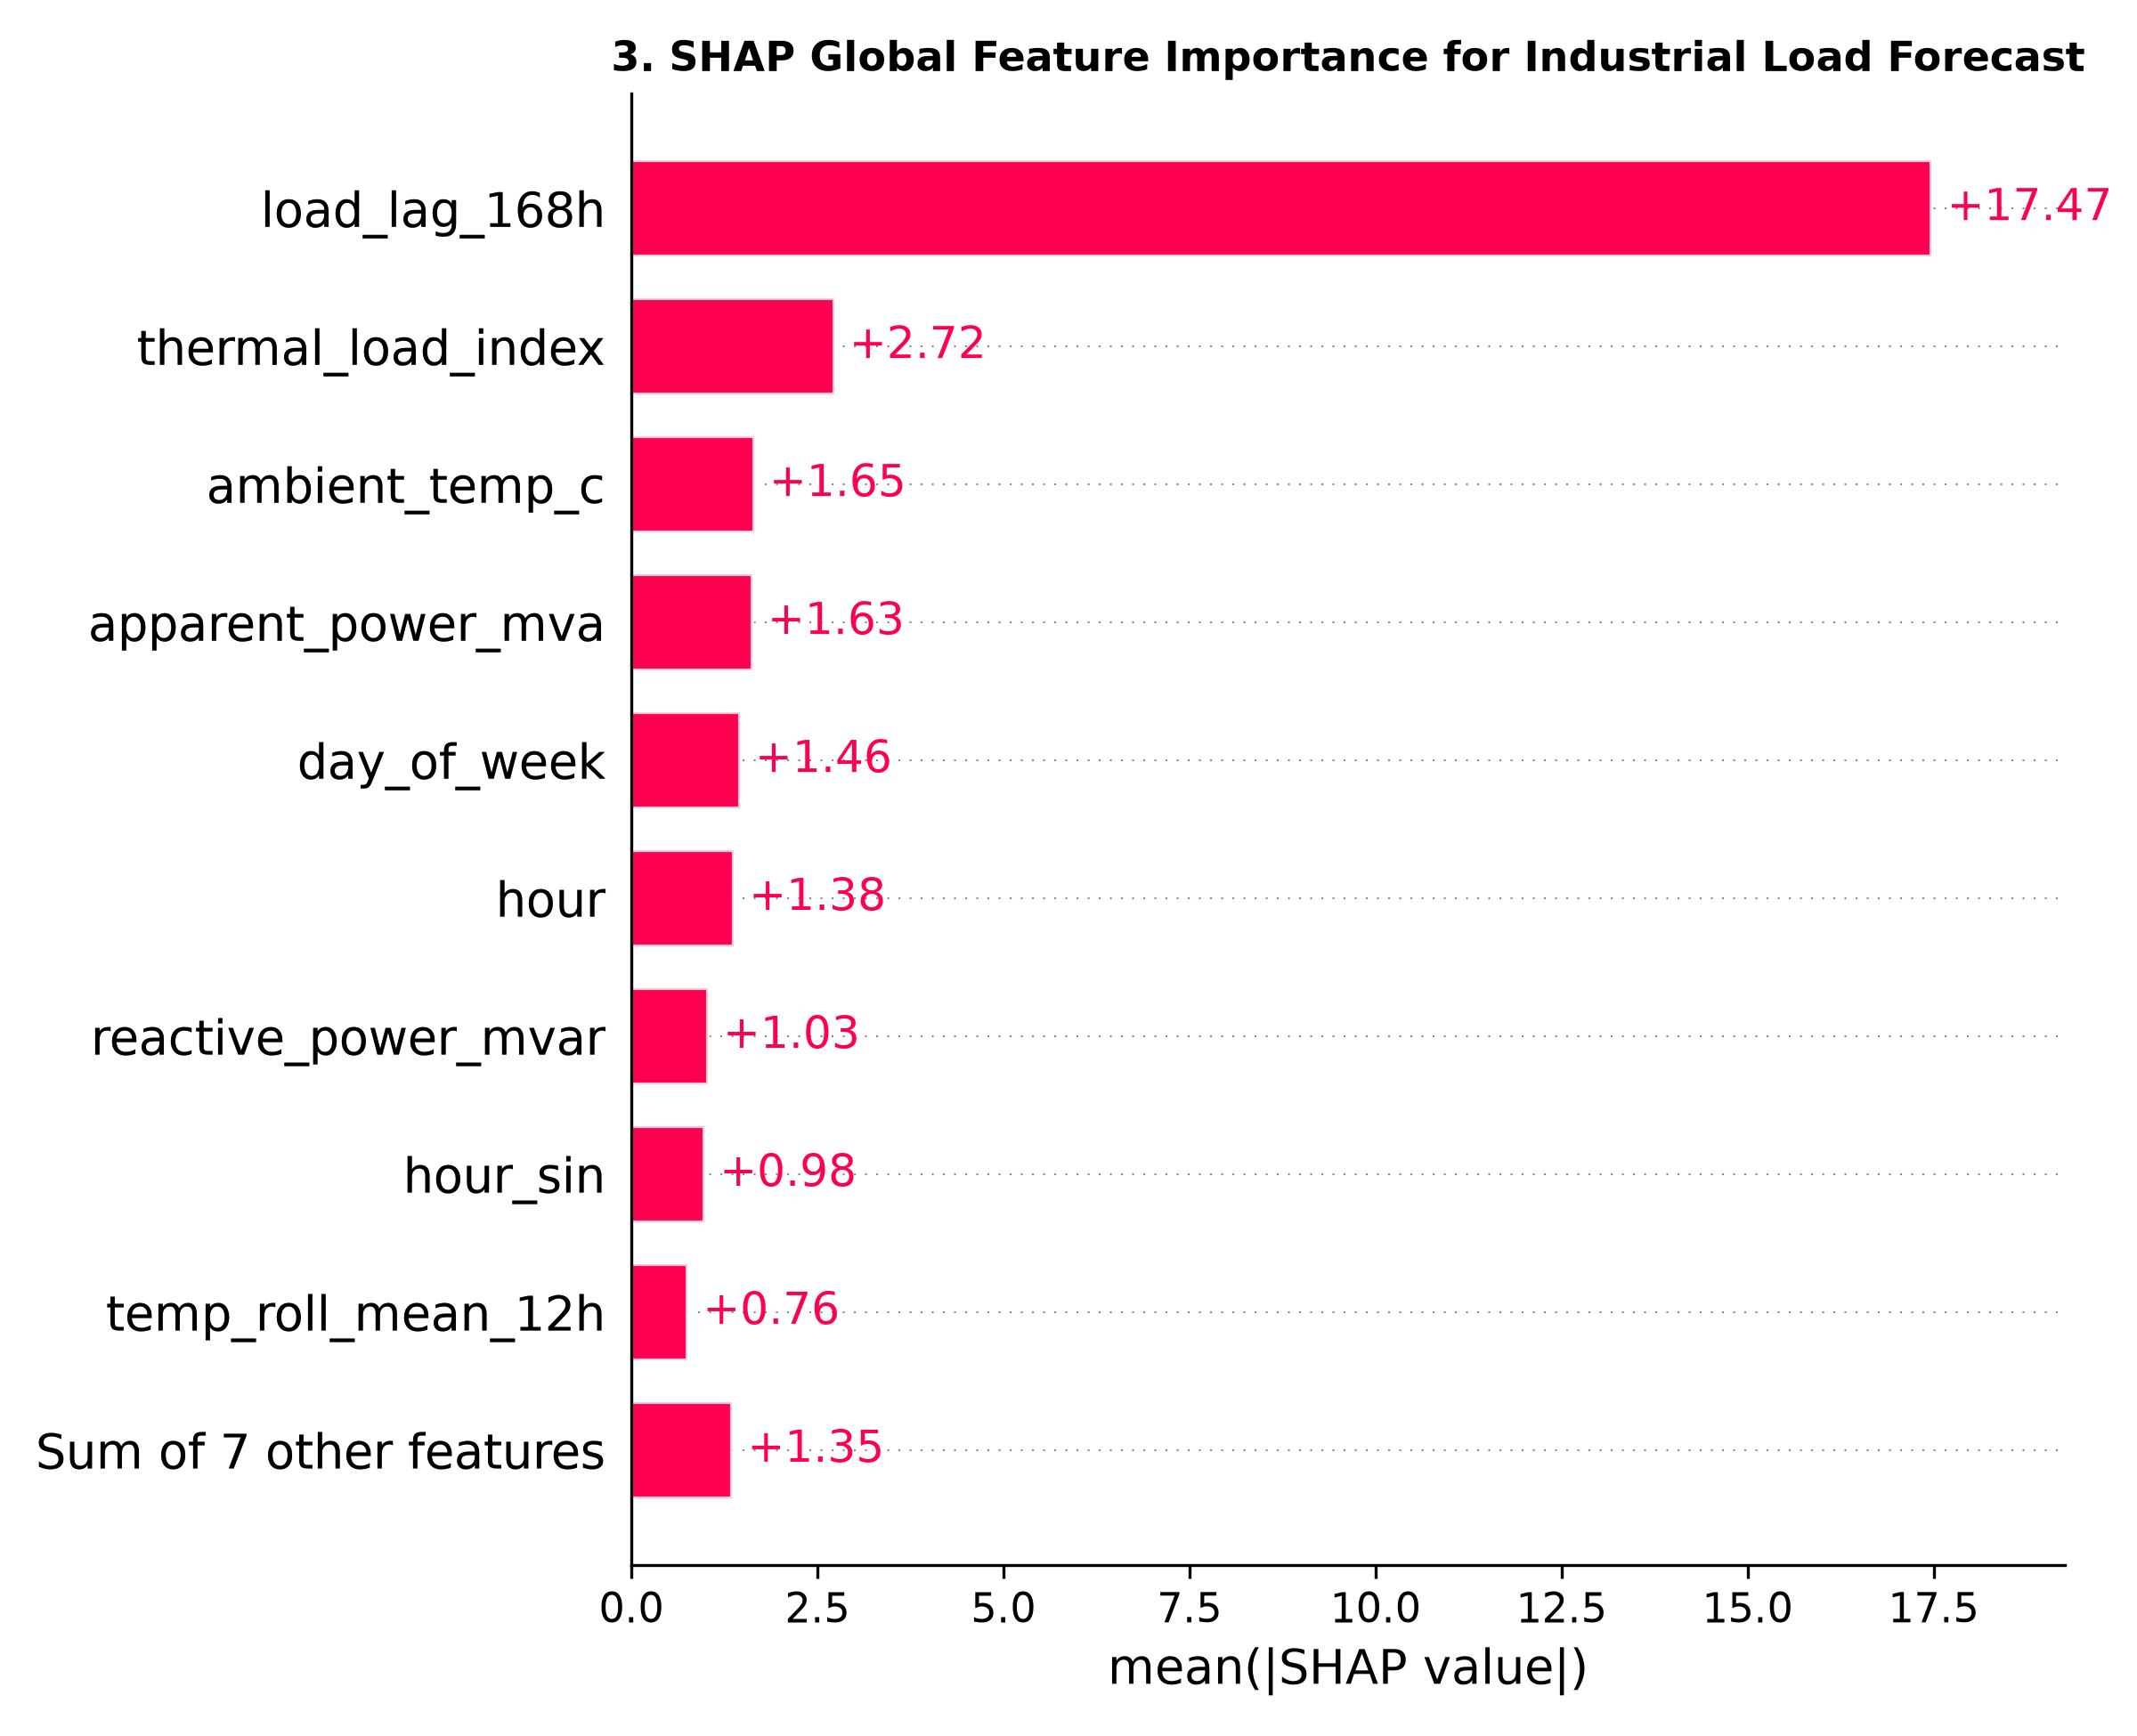 3. SHAP Global Feature Importance for Industrial Load Forecast
load_lag_168h +17.47
thermal_load_index +2.72
ambient_temp_c +1.65
apparent_power_mva +1.63
day_of_week +1.46
hour +1.38
reactive_power_mvar +1.03
hour_sin +0.98
temp_roll_mean_12h +0.76
Sum of 7 other features +1.35
0.0 2.5 5.0 7.5 10.0 12.5 15.0 17.5
mean(|SHAP value|)